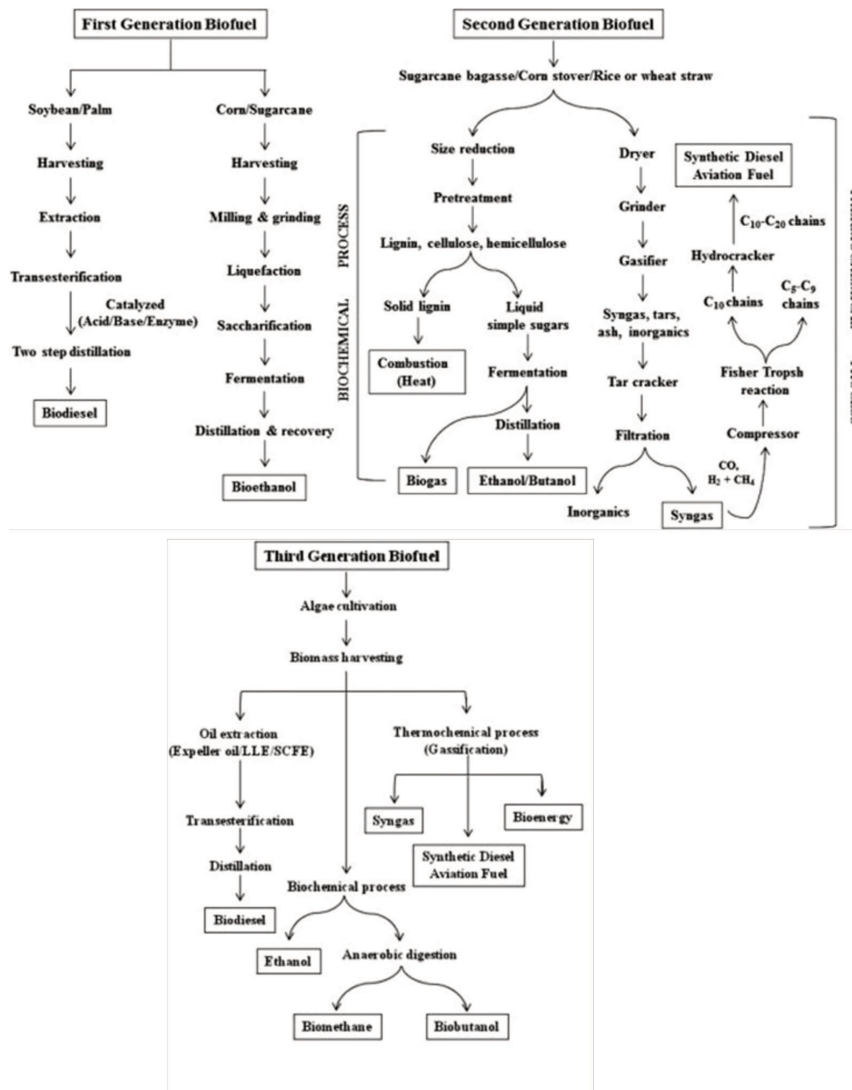 First Generation Biofuel
Soybean/Palm
Harvesting
Extraction
Transesterification
Catalyzed
(Acid/Base/Enzyme)
Two step distillation
Biodiesel
Corn/Sugarcane
Harvesting
Milling & grinding
Liquefaction
Saccharification
Fermentation
Distillation & recovery
Bioethanol
Second Generation Biofuel
Sugarcane bagasse/Corn stover/Rice or wheat straw
BIOCHEMICAL PROCESS
Size reduction
Pretreatment
Lignin, cellulose, hemicellulose
Solid lignin
Combustion
(Heat)
Liquid
simple sugars
Fermentation
Distillation
Biogas
Ethanol/Butanol
Dryer
Grinder
Gasifier
Syngas, tars,
ash, inorganics
Tar cracker
Filtration
Inorganics
Syngas
CO,
H2 + CH4
Compressor
Fisher Tropsh
reaction
C10 chains
C5-C9
chains
Hydrocracker
C10-C20 chains
Synthetic Diesel
Aviation Fuel
Third Generation Biofuel
Algae cultivation
Biomass harvesting
Oil extraction
(Expeller oil/LLE/SCFE)
Transesterification
Distillation
Biodiesel
Biochemical process
Ethanol
Anaerobic digestion
Biomethane
Biobutanol
Thermochemical process
(Gassification)
Syngas
Bioenergy
Synthetic Diesel
Aviation Fuel